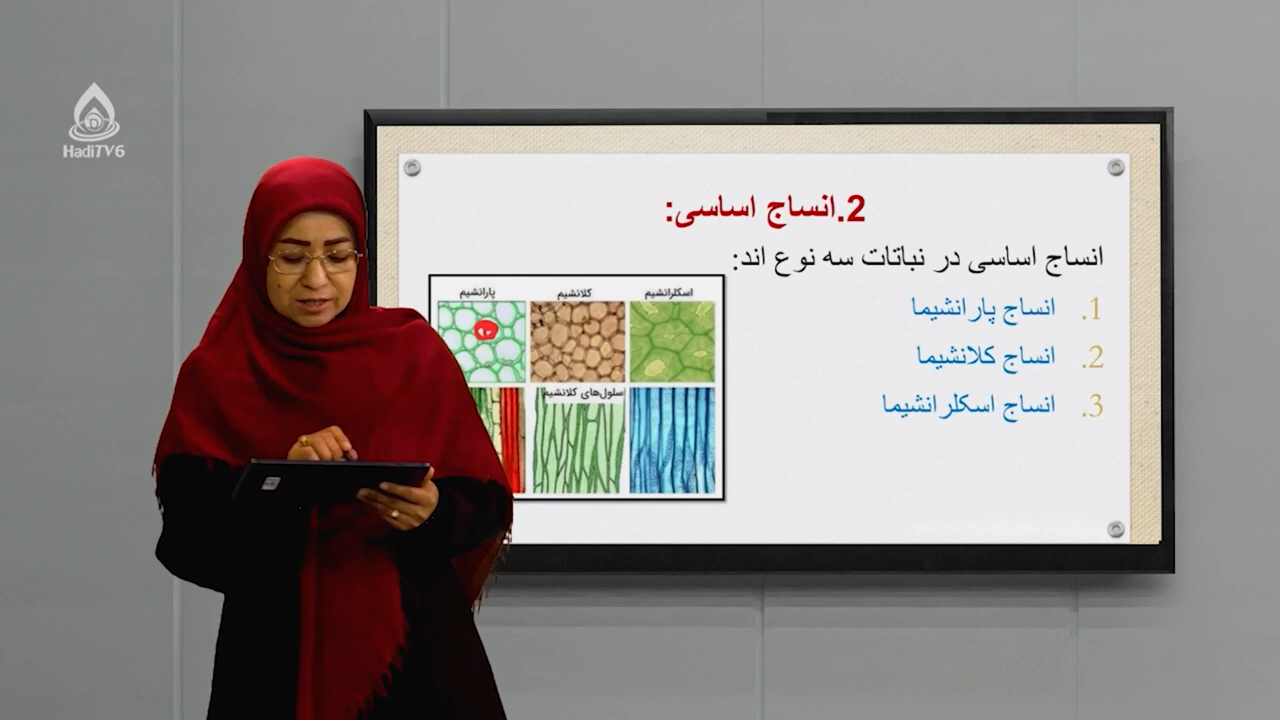 HadiTV6
2.انساج اساسی:
انساج اساسی در نباتات سه نوع اند:
1. انساج پارانشیما
2. انساج کلانشیما
3. انساج اسکلرانشیما
اسکلرانشیم کلانشیم پارانشیم
سلول‌های کلانشیم